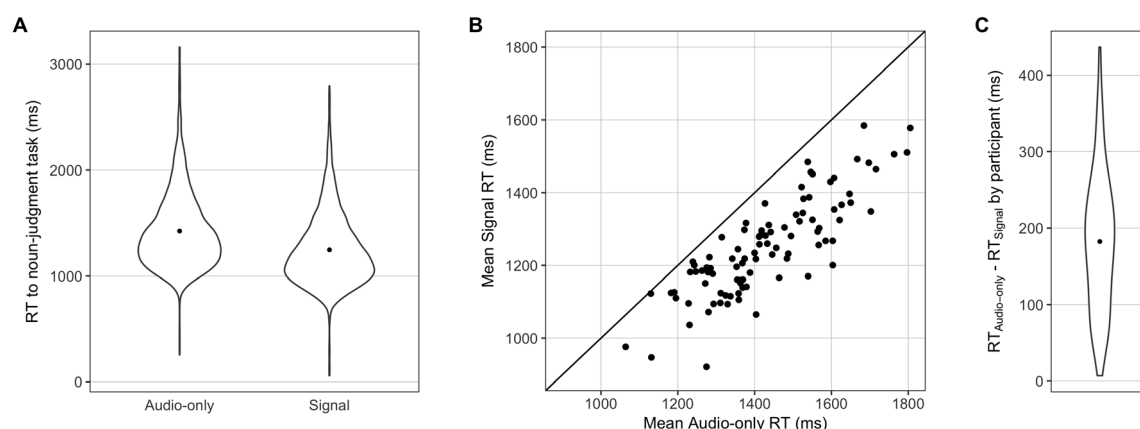 A
RT to noun-judgment task (ms)
3000
2000
1000
0
Audio-only
Signal
B
Mean Signal RT (ms)
1800
1600
1400
1200
1000
1000
1200
1400
1600
1800
Mean Audio-only RT (ms)
C
RTAudio-only - RTSignal by participant (ms)
400
300
200
100
0